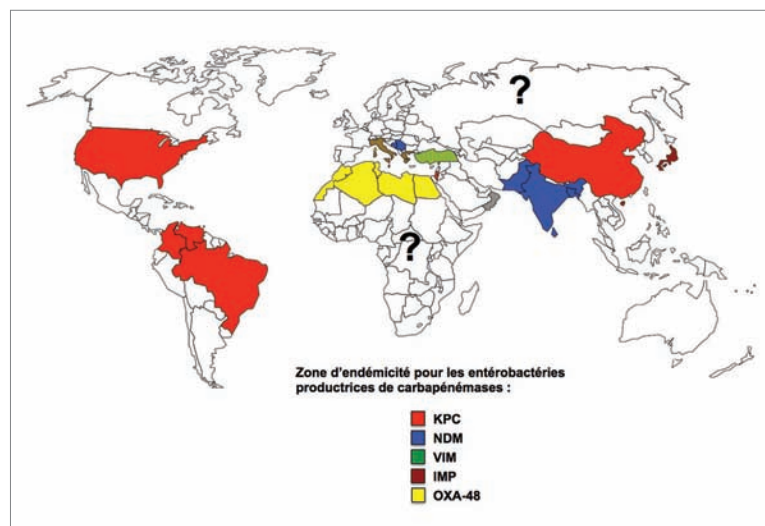 ?
?
Zone d'endémicité pour les entérobactéries
productrices de carbapénémases :
KPC
NDM
VIM
IMP
OXA-48